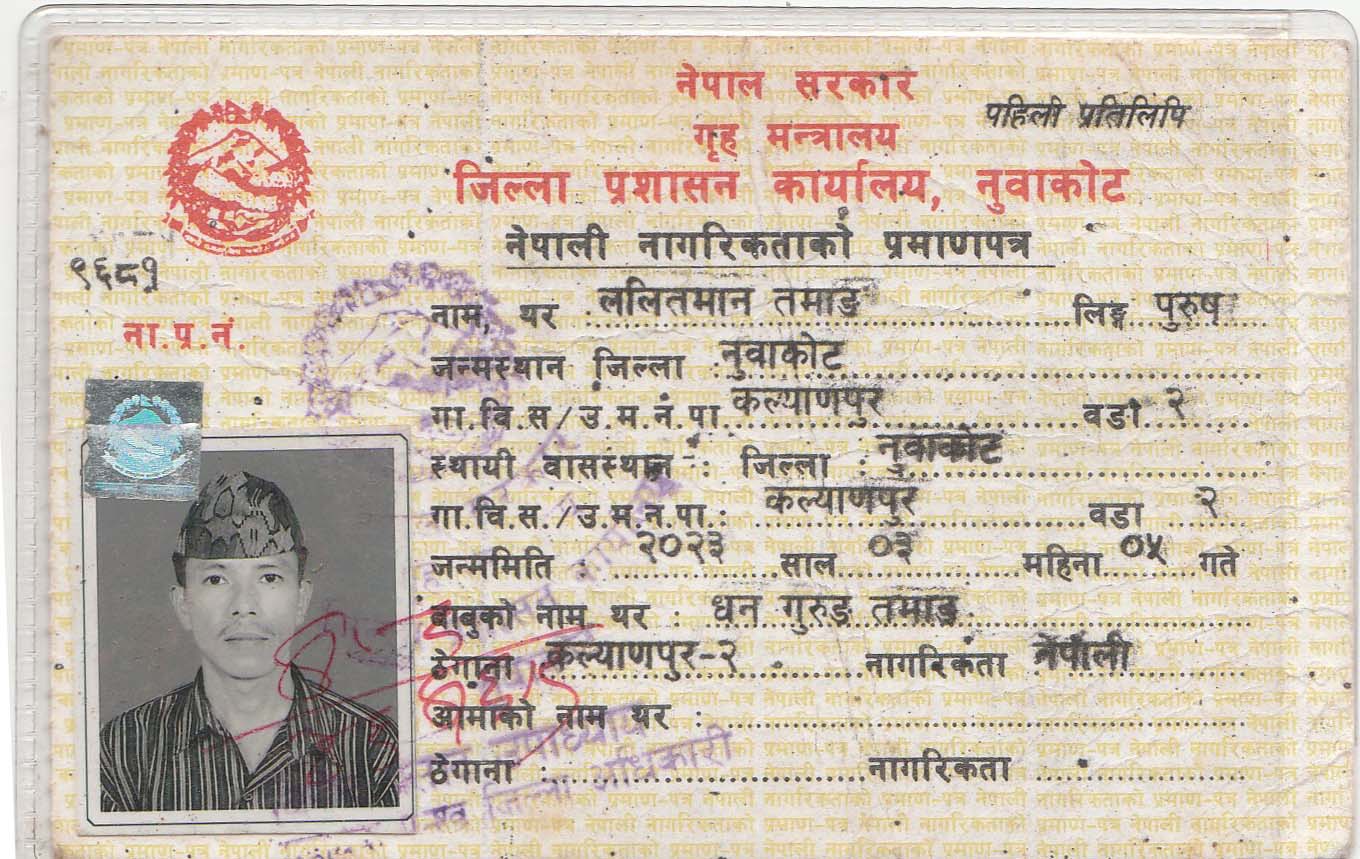 नेपाल सरकार
पहिली प्रतिलिपि
गृह मन्त्रालय
जिल्ला प्रशासन कार्यालय, नुवाकोट
नेपाली नागरिकताको प्रमाणपत्र
९६८१
ना.प्र.नं.
नाम, थर : ललितमान तमाङ लिङ्ग पुरुष
जन्मस्थान जिल्ला : नुवाकोट
गा.वि.स/उ.म.न.पा. कल्याणपुर वडा २
स्थायी वासस्थान : जिल्ला : नुवाकोट
गा.वि.स./उ.म.न.पा.: कल्याणपुर वडा २
जन्ममिति : २०२३ साल ०३ महिना ०५ गते
बाबुको नाम थर : धन गुरुङ तमाङ
ठेगाना कल्याणपुर-२ नागरिकता नेपाली
आमाको नाम थर :
ठेगाना : नागरिकता
जिल्ला अधिकारी